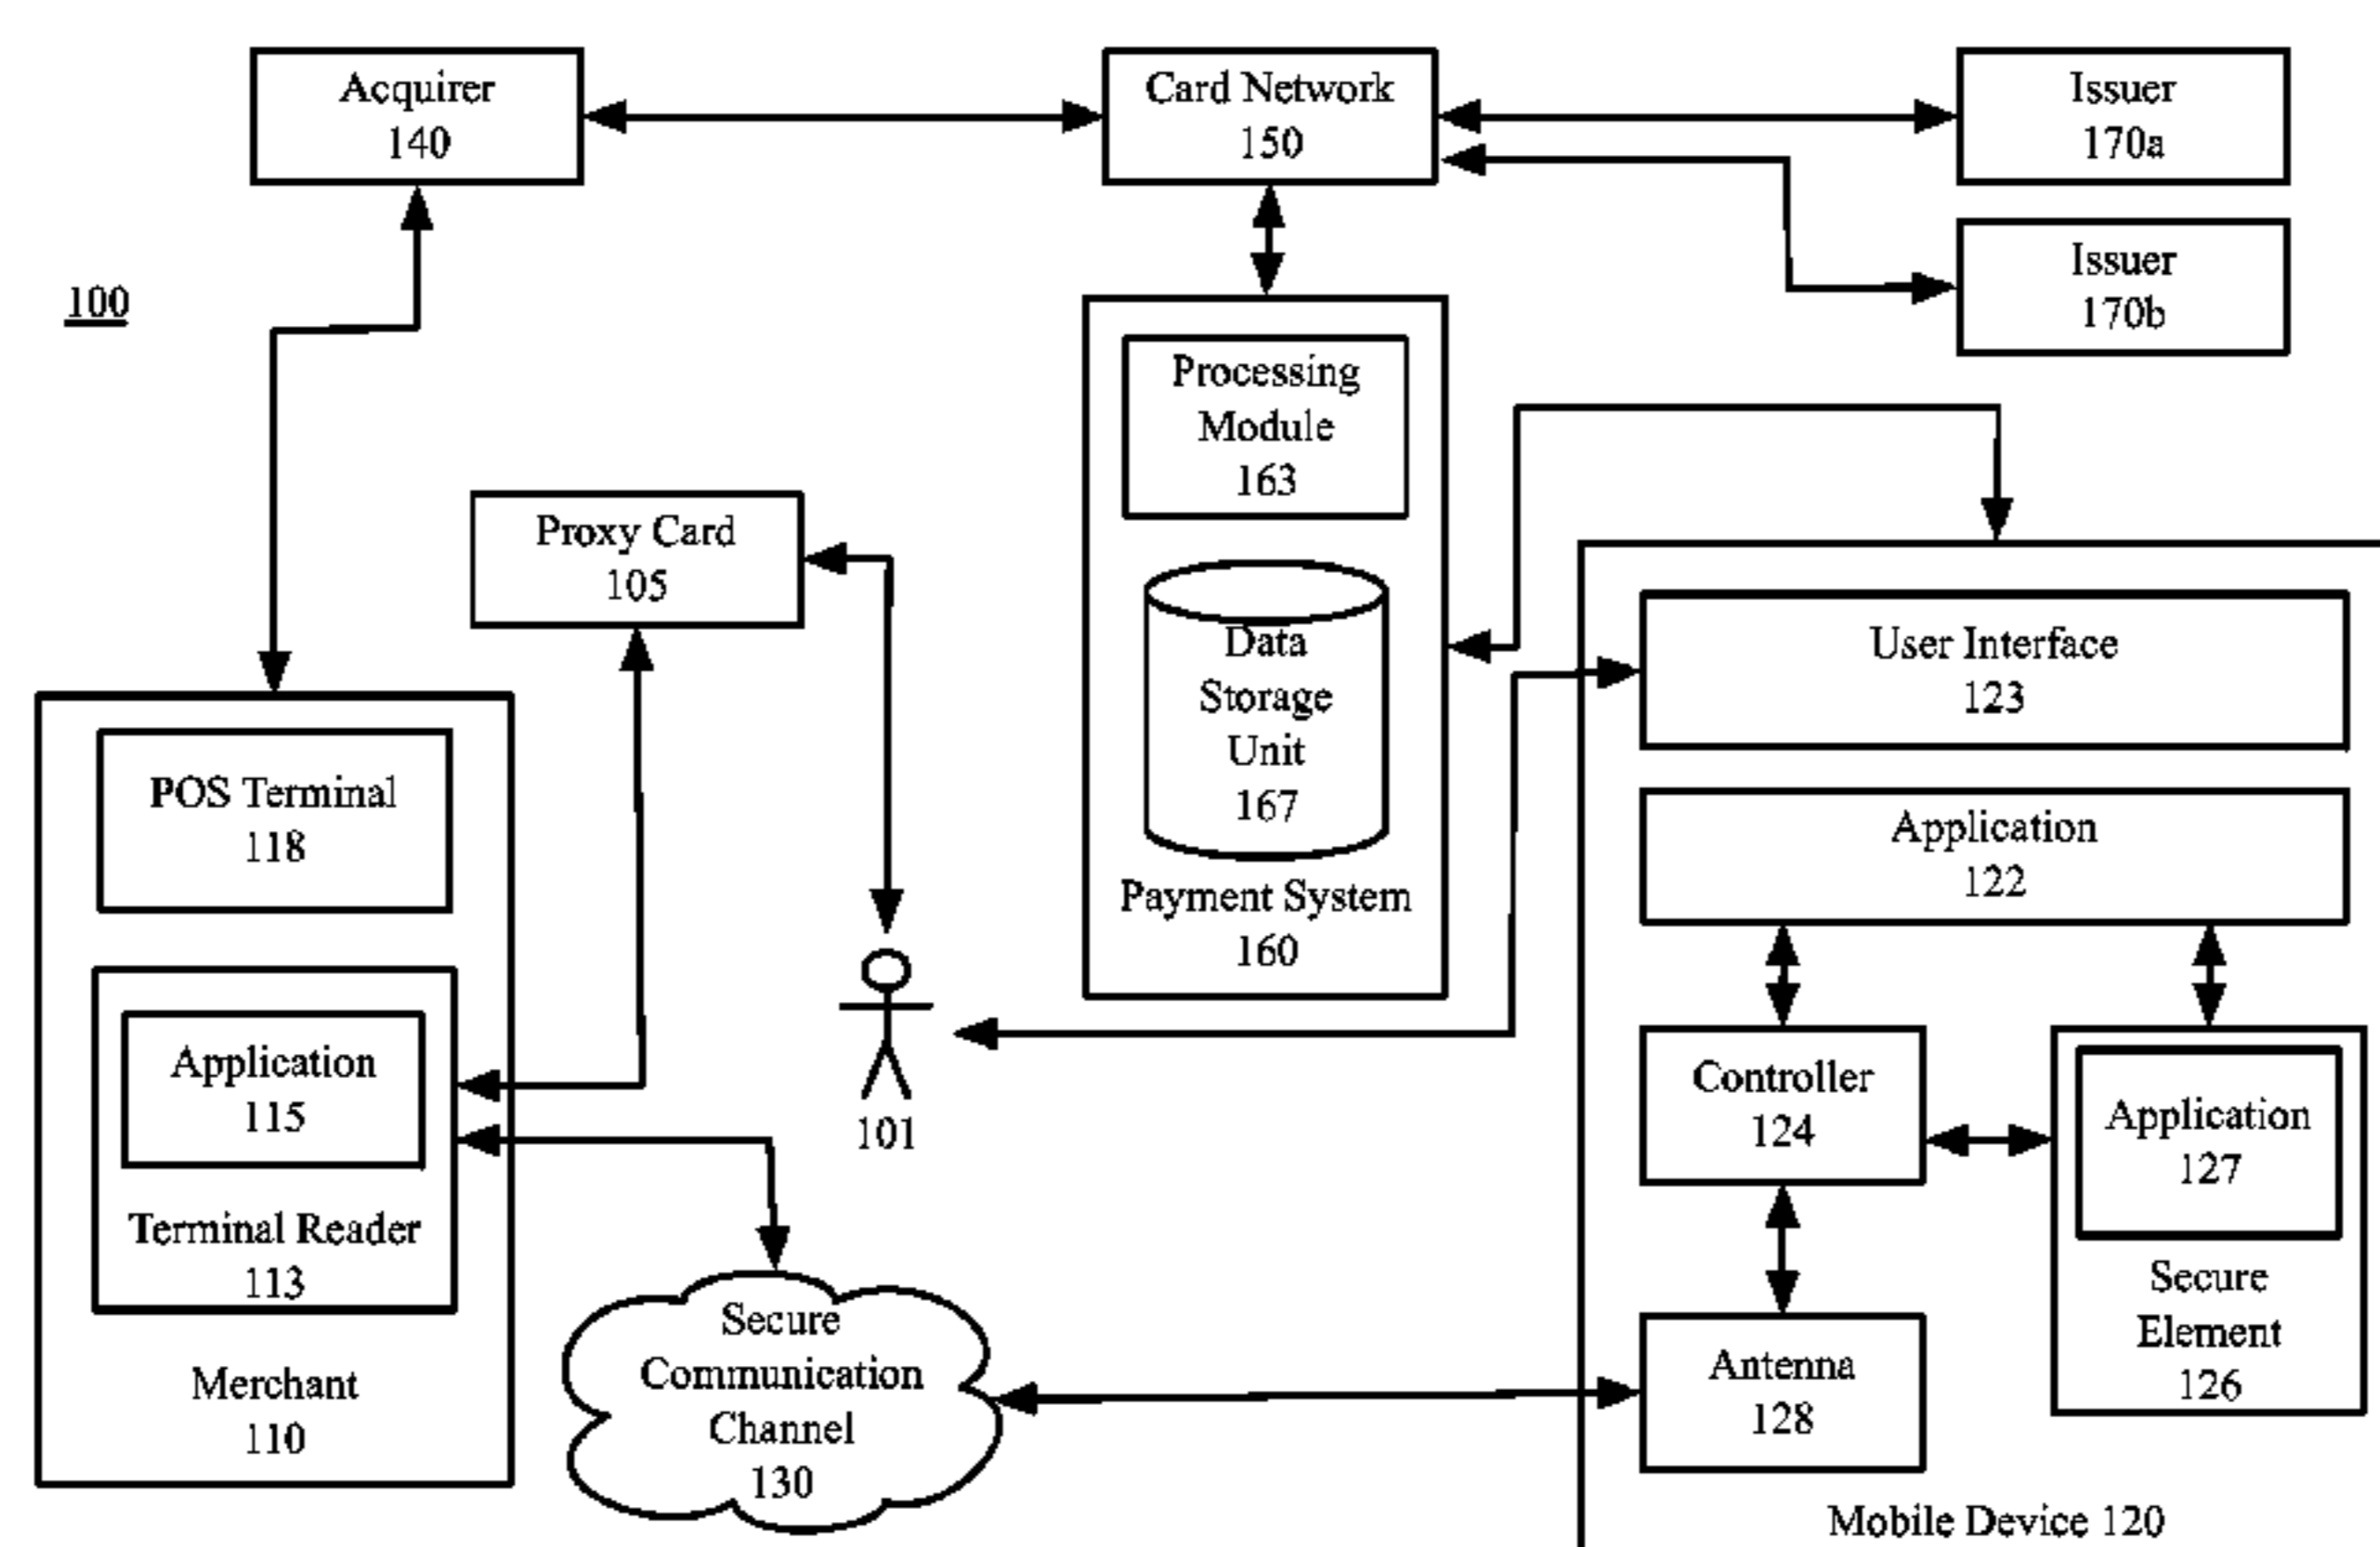 Acquirer
140
Card Network
150
Issuer
170a
Issuer
170b
100
Processing
Module
163
Data
Storage
Unit
167
Payment System
160
Proxy Card
105
POS Terminal
118
Application
115
Terminal Reader
113
Merchant
110
101
Secure
Communication
Channel
130
User Interface
123
Application
122
Controller
124
Application
127
Secure
Element
126
Antenna
128
Mobile Device 120